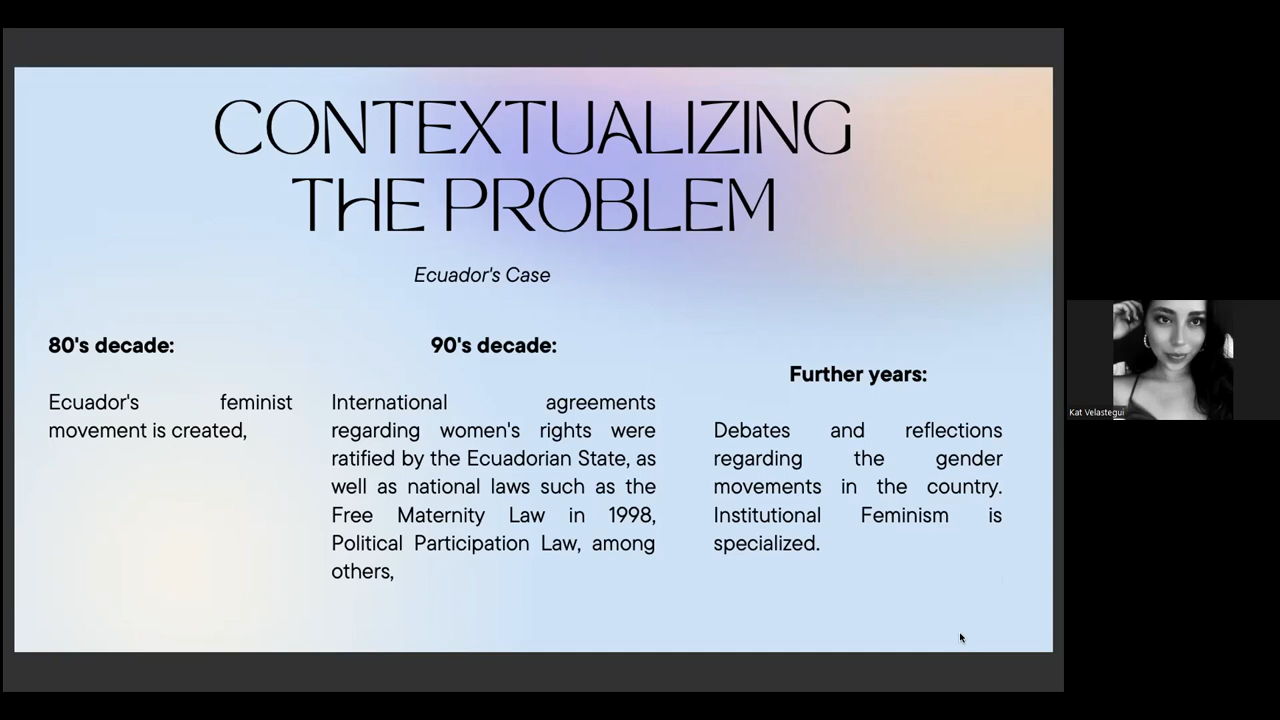 CONTEXTUALIZING
THE PROBLEM
Ecuador's Case
80's decade:
Ecuador's feminist
movement is created,
90's decade:
International agreements
regarding women's rights were
ratified by the Ecuadorian State, as
well as national laws such as the
Free Maternity Law in 1998,
Political Participation Law, among
others,
Further years:
Debates and reflections
regarding the gender
movements in the country.
Institutional Feminism is
specialized.
Kat Velastegui